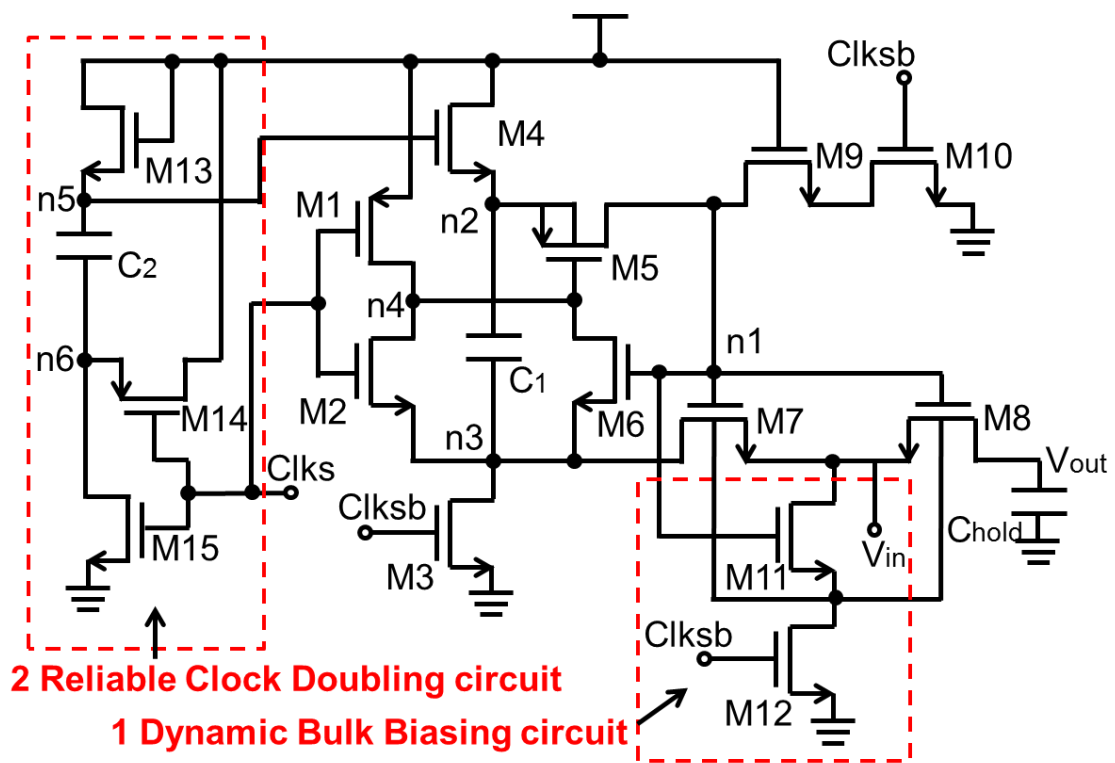 Clksb
M13
M4
M9
M10
n5
M1
n2
C2
M5
n4
n1
n6
C1
M14
M2
M6
M7
M8
n3
Vout
Clks
Clksb
M15
Chold
Vin
M3
M11
Clksb
2 Reliable Clock Doubling circuit
M12
1 Dynamic Bulk Biasing circuit